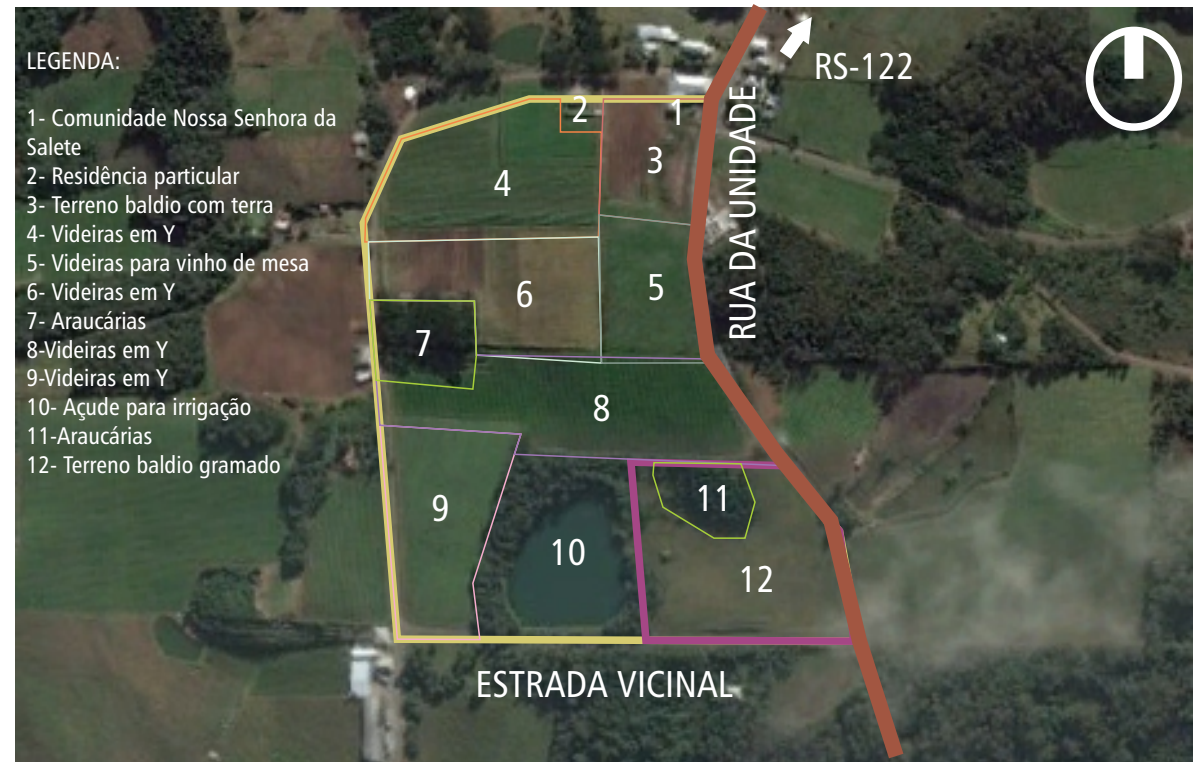 LEGENDA:
1- Comunidade Nossa Senhora da
Salete
2- Residência particular
3- Terreno baldio com terra
4- Videiras em Y
5- Videiras para vinho de mesa
6- Videiras em Y
7- Araucárias
8-Videiras em Y
9-Videiras em Y
10- Açude para irrigação
11-Araucárias
12- Terreno baldio gramado
RS-122
RUA DA UNIDADE
1
2
3
4
5
6
7
8
9
10
11
12
ESTRADA VICINAL